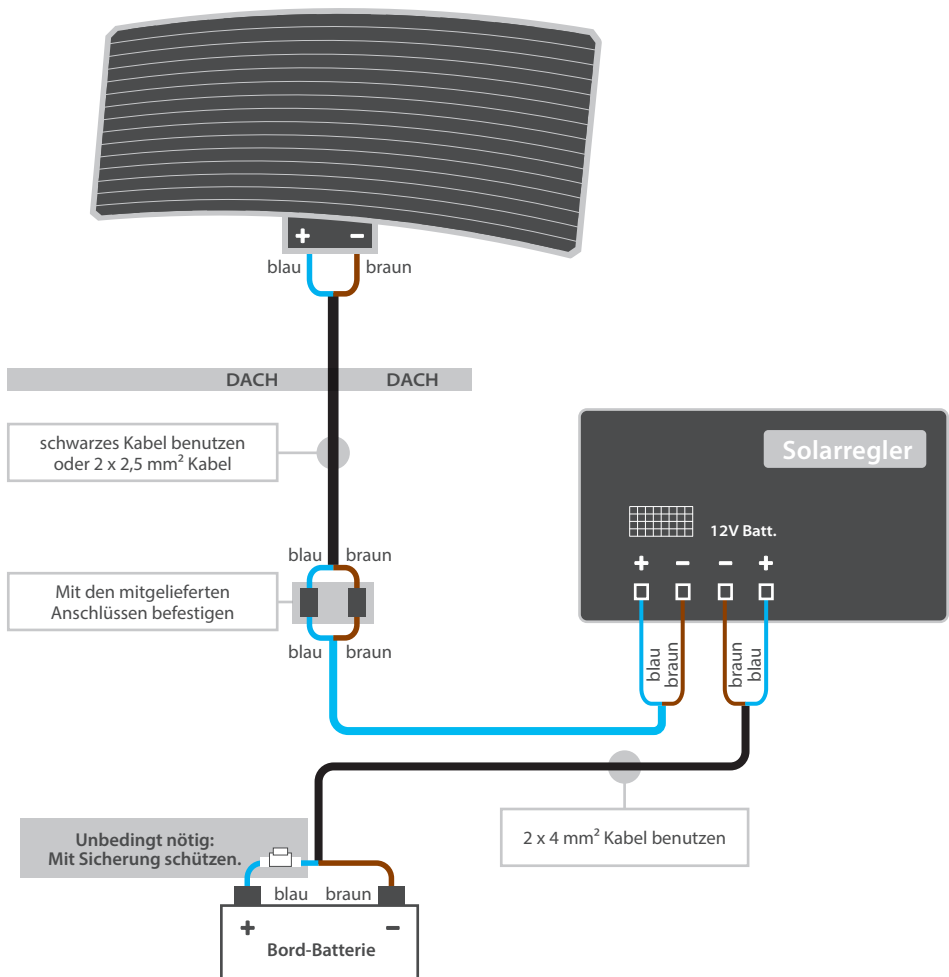 + −
blau braun
DACH DACH
schwarzes Kabel benutzen
oder 2 x 2,5 mm² Kabel
Solarregler
12V Batt.
+ − − +
blau braun
Mit den mitgelieferten
Anschlüssen befestigen
blau braun
blau braun braun blau
2 x 4 mm² Kabel benutzen
Unbedingt nötig:
Mit Sicherung schützen.
blau braun
+ −
Bord-Batterie